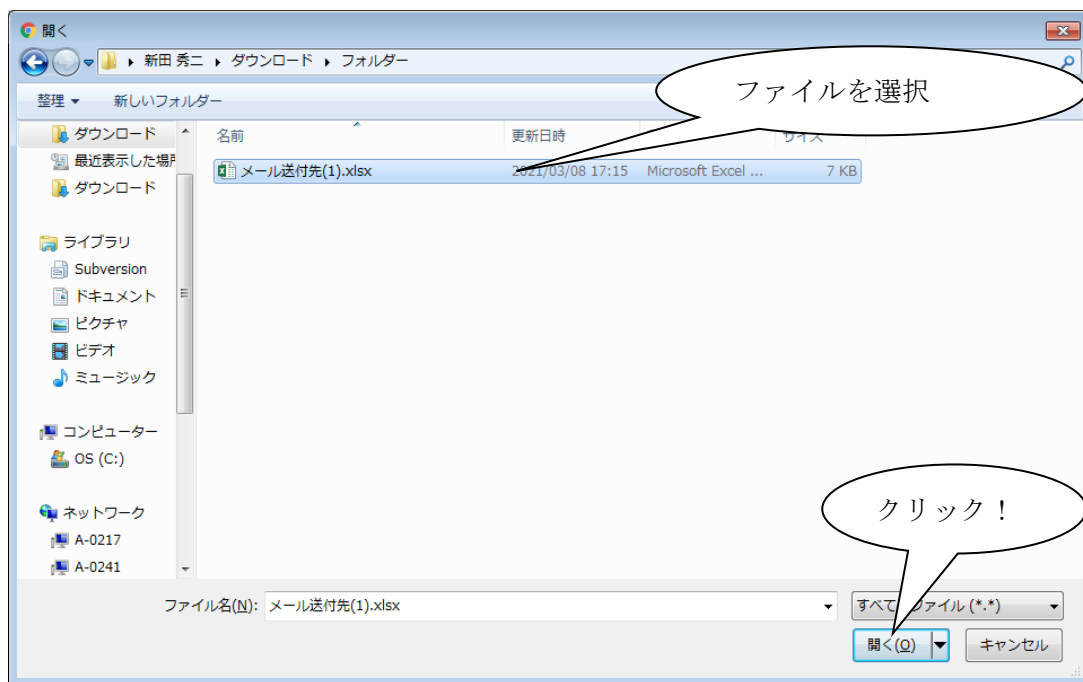 開く
新田 秀二 ダウンロード フォルダー
整理 新しいフォルダー
ファイルを選択
ダウンロード
最近表示した場所
ダウンロード
ライブラリ
Subversion
ドキュメント
ピクチャ
ビデオ
ミュージック
コンピューター
OS (C:)
ネットワーク
A-0217
A-0241
名前 更新日時 サイズ
メール送付先(1).xlsx 2021/03/08 17:15 Microsoft Excel ... 7 KB
クリック！
ファイル名(N): メール送付先(1).xlsx すべて ファイル (*.*)
開く(O) キャンセル